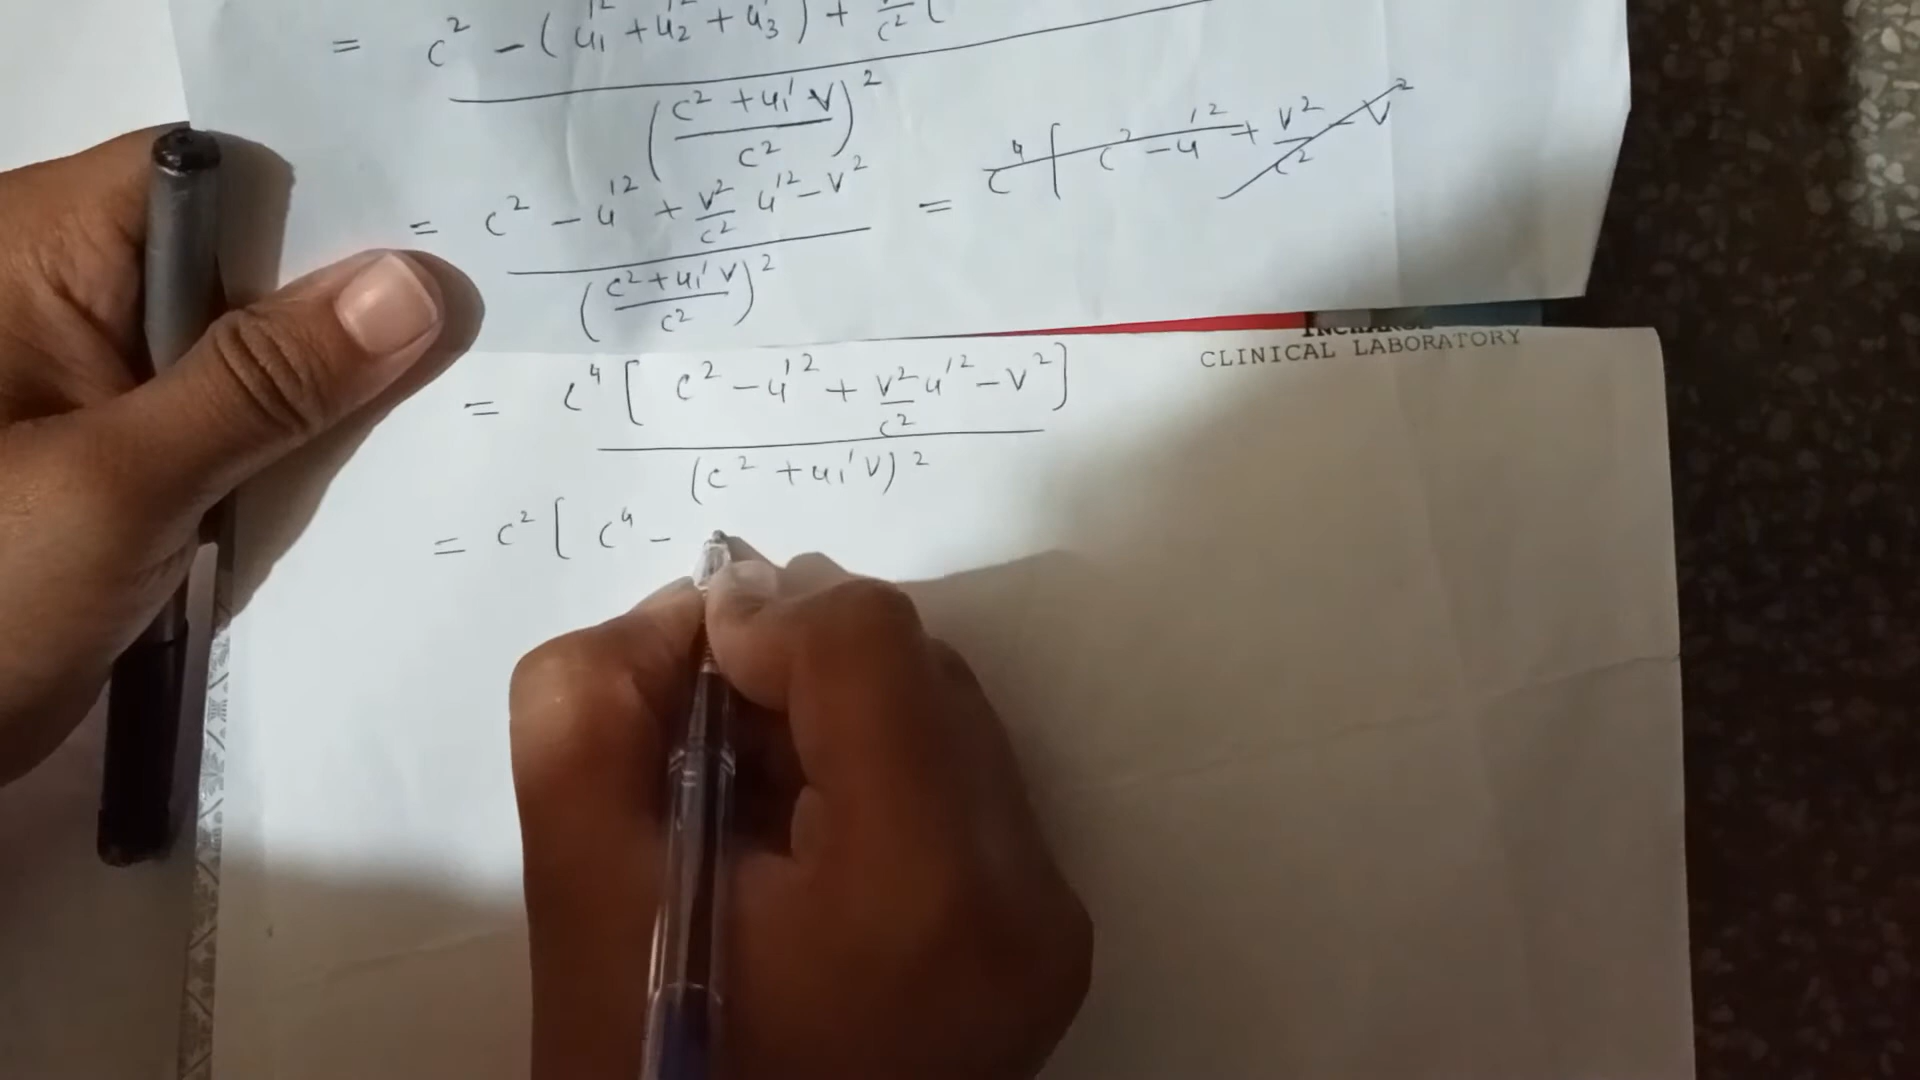 = c² - (u₁'² + u₂'² + u₃'²) +
(c² + u₁'v / c²)²
= c² - u'² + v²/c² u'² - v² / (c² + u₁'v / c²)² = c⁴ [ c² - u'² + v²/c² - v²
INCHARGE
CLINICAL LABORATORY
= c⁴ [ c² - u'² + v²/c² u'² - v² ] / (c² + u₁'v)²
= c² [ c⁴ -